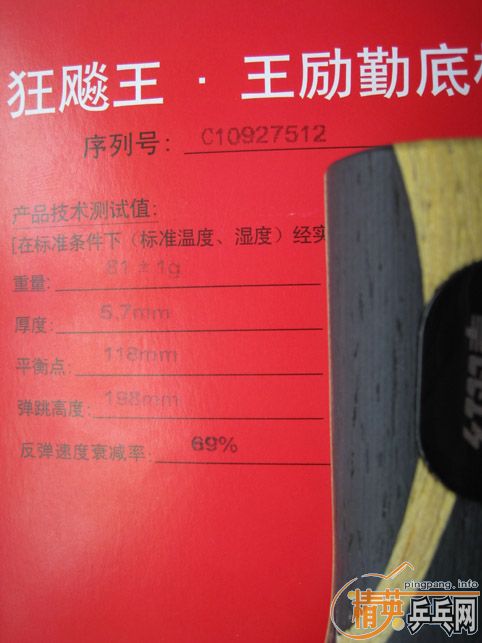 狂飚王·王励勤底
序列号: C10927512
产品技术测试值:
[在标准条件下（标准温度、湿度）经实
重量: 81±1g
厚度: 5.7mm
平衡点: 118mm
弹跳高度: 198mm
反弹速度衰减率: 69%
pingpang.info
精英乒乓网